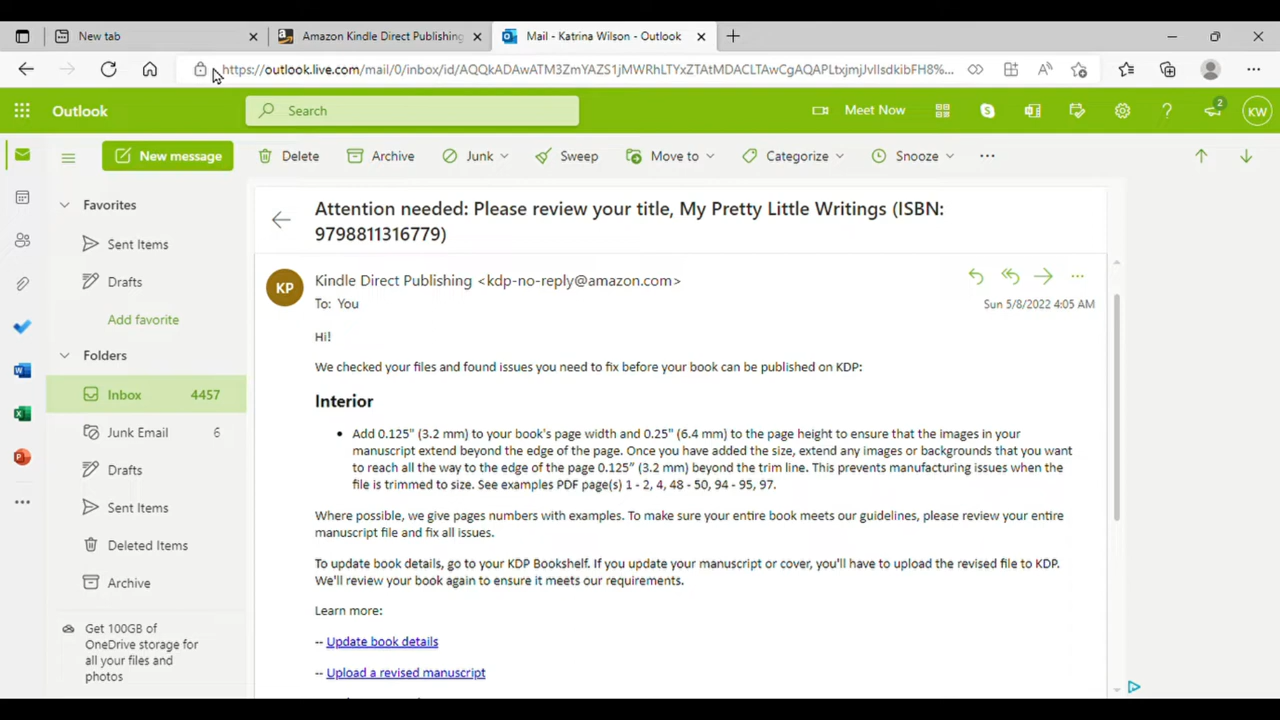 New tab
Amazon Kindle Direct Publishing
Mail - Katrina Wilson - Outlook
https://outlook.live.com/mail/0/inbox/id/AQQkADAwATM3ZmYAZS1jMWRhLTYxZTAtMDACLTAwCgAQAPLtxjmjJvIlsdkibFH8%...
Outlook
Search
Meet Now
2
KW
New message
Delete
Archive
Junk
Sweep
Move to
Categorize
Snooze
Favorites
Sent Items
Drafts
Add favorite
Folders
Inbox 4457
Junk Email 6
Drafts
Sent Items
Deleted Items
Archive
Get 100GB of
OneDrive storage for
all your files and
photos
Attention needed: Please review your title, My Pretty Little Writings (ISBN:
9798811316779)
KP
Kindle Direct Publishing <kdp-no-reply@amazon.com>
To: You
Sun 5/8/2022 4:05 AM
Hi!
We checked your files and found issues you need to fix before your book can be published on KDP:
Interior
• Add 0.125" (3.2 mm) to your book's page width and 0.25" (6.4 mm) to the page height to ensure that the images in your
manuscript extend beyond the edge of the page. Once you have added the size, extend any images or backgrounds that you want
to reach all the way to the edge of the page 0.125" (3.2 mm) beyond the trim line. This prevents manufacturing issues when the
file is trimmed to size. See examples PDF page(s) 1 - 2, 4, 48 - 50, 94 - 95, 97.
Where possible, we give pages numbers with examples. To make sure your entire book meets our guidelines, please review your entire
manuscript file and fix all issues.
To update book details, go to your KDP Bookshelf. If you update your manuscript or cover, you'll have to upload the revised file to KDP.
We'll review your book again to ensure it meets our requirements.
Learn more:
-- Update book details
-- Upload a revised manuscript